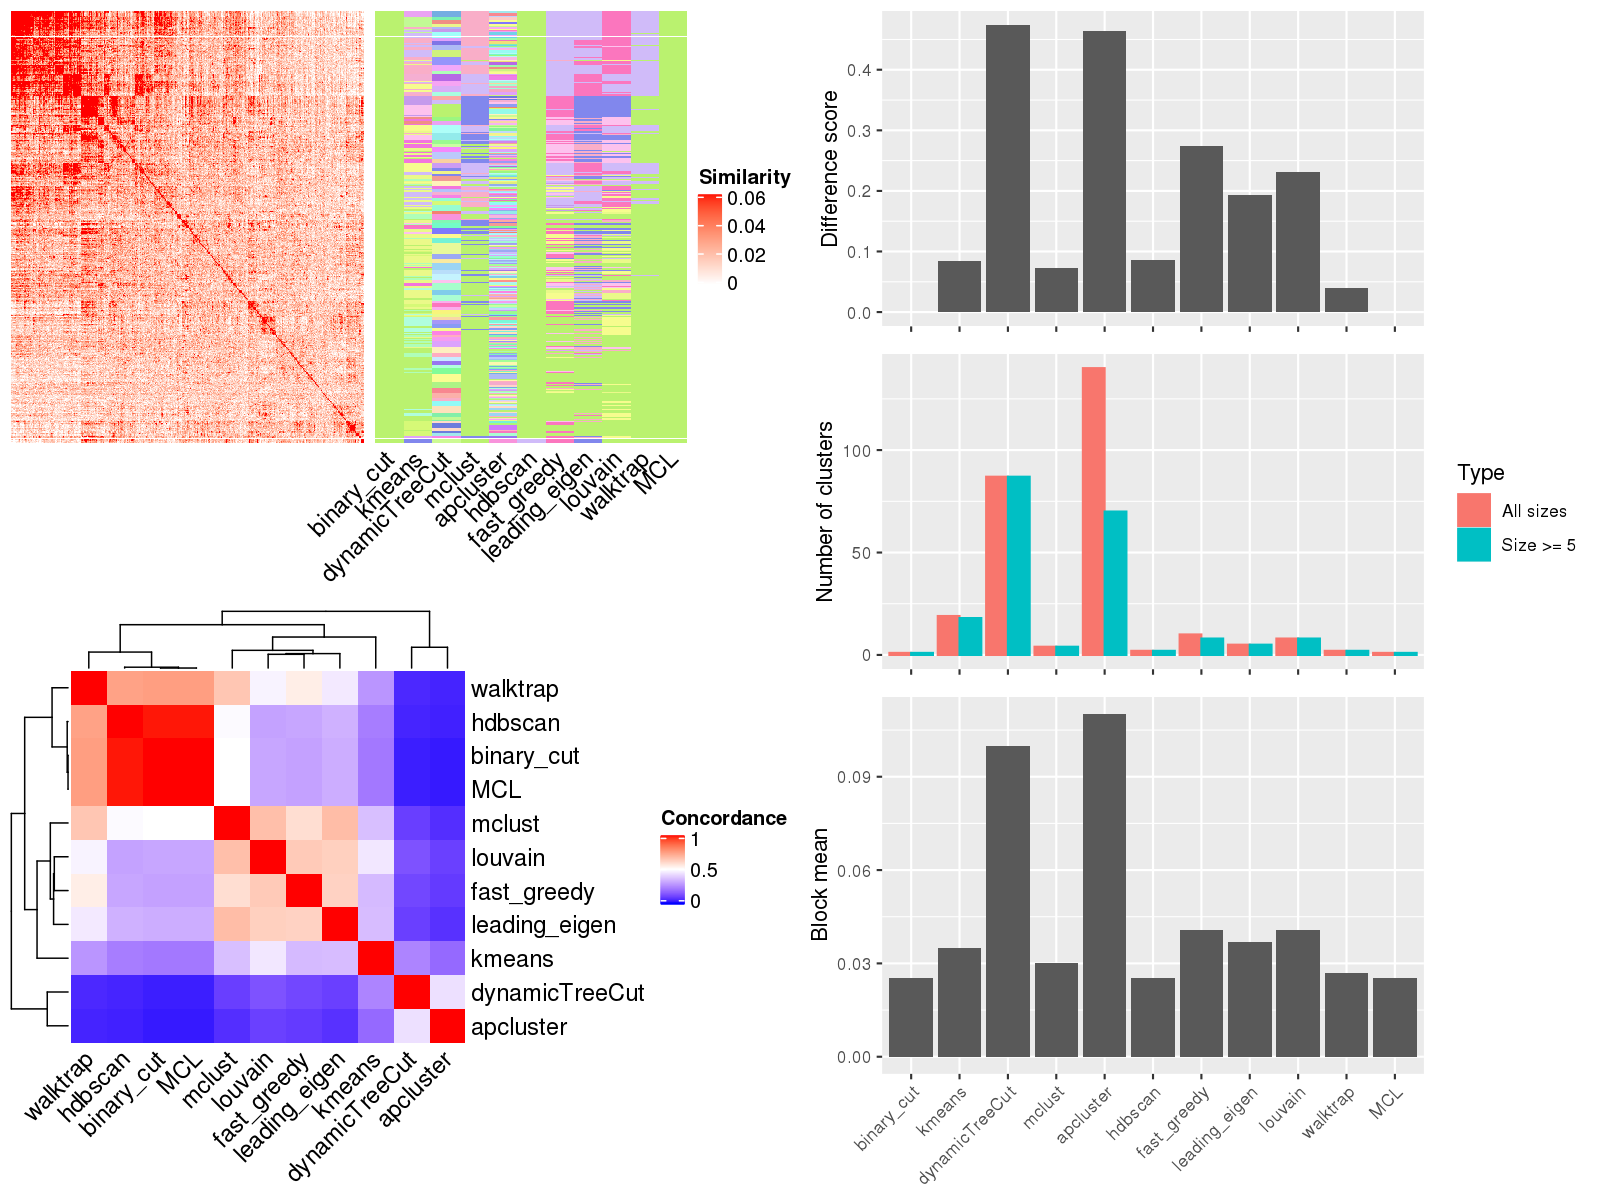 Similarity
0.06
0.04
0.02
0
binary_cut
kmeans
dynamicTreeCut
mclust
apcluster
hdbscan
fast_greedy
leading_eigen
louvain
walktrap
MCL
walktrap
hdbscan
binary_cut
MCL
mclust
louvain
fast_greedy
leading_eigen
kmeans
dynamicTreeCut
apcluster
walktrap
hdbscan
binary_cut
MCL
mclust
louvain
fast_greedy
leading_eigen
kmeans
dynamicTreeCut
apcluster
Concordance
1
0.5
0
Difference score
0.4
0.3
0.2
0.1
0.0
Number of clusters
100
50
0
Type
All sizes
Size >= 5
Block mean
0.09
0.06
0.03
0.00
binary_cut
kmeans
dynamicTreeCut
mclust
apcluster
hdbscan
fast_greedy
leading_eigen
louvain
walktrap
MCL